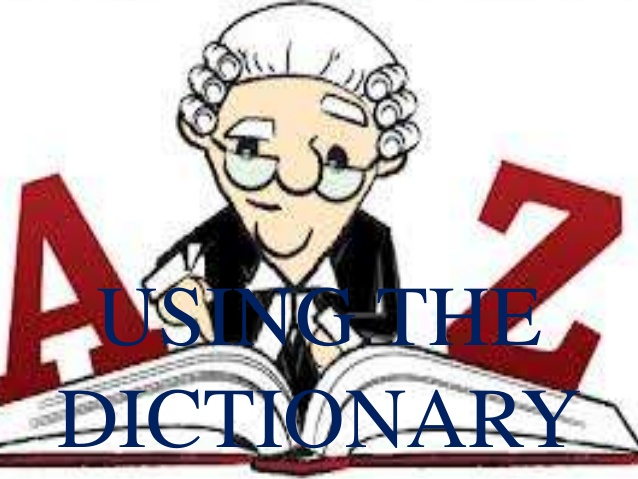 A Z
USING THE
DICTIONARY